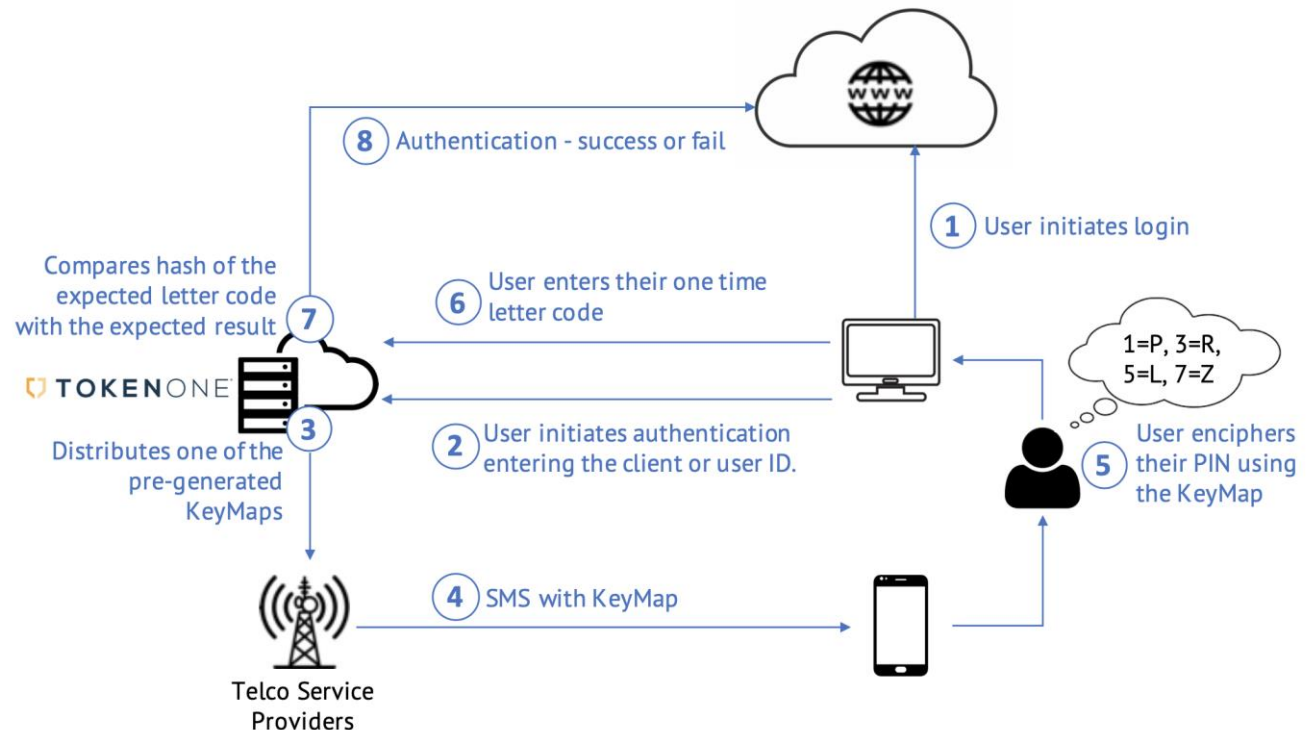 WWW
8 Authentication - success or fail
1 User initiates login
Compares hash of the
expected letter code
with the expected result
7
6 User enters their one time
letter code
1=P, 3=R,
5=L, 7=Z
TOKENONE
3
Distributes one of the
pre-generated
KeyMaps
2 User initiates authentication
entering the client or user ID.
5 User enciphers
their PIN using
the KeyMap
4 SMS with KeyMap
Telco Service
Providers